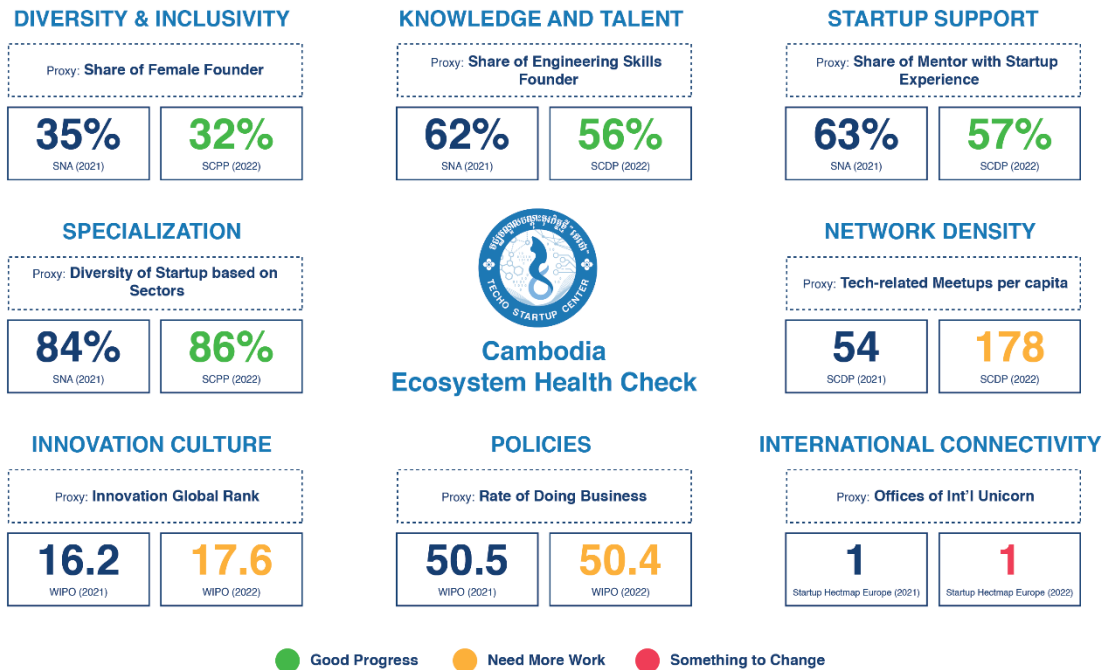 DIVERSITY & INCLUSIVITY
Proxy: Share of Female Founder
35%
SNA (2021)
32%
SCPP (2022)
KNOWLEDGE AND TALENT
Proxy: Share of Engineering Skills
Founder
62%
SNA (2021)
56%
SCDP (2022)
STARTUP SUPPORT
Proxy: Share of Mentor with Startup
Experience
63%
SNA (2021)
57%
SCDP (2022)
SPECIALIZATION
Proxy: Diversity of Startup based on
Sectors
84%
SNA (2021)
86%
SCPP (2022)
TECHO STARTUP CENTER
Cambodia
Ecosystem Health Check
NETWORK DENSITY
Proxy: Tech-related Meetups per capita
54
SCDP (2021)
178
SCDP (2022)
INNOVATION CULTURE
Proxy: Innovation Global Rank
16.2
WIPO (2021)
17.6
WIPO (2022)
POLICIES
Proxy: Rate of Doing Business
50.5
WIPO (2021)
50.4
WIPO (2022)
INTERNATIONAL CONNECTIVITY
Proxy: Offices of Int'l Unicorn
1
Startup Hectmap Europe (2021)
1
Startup Hectmap Europe (2022)
Good Progress
Need More Work
Something to Change